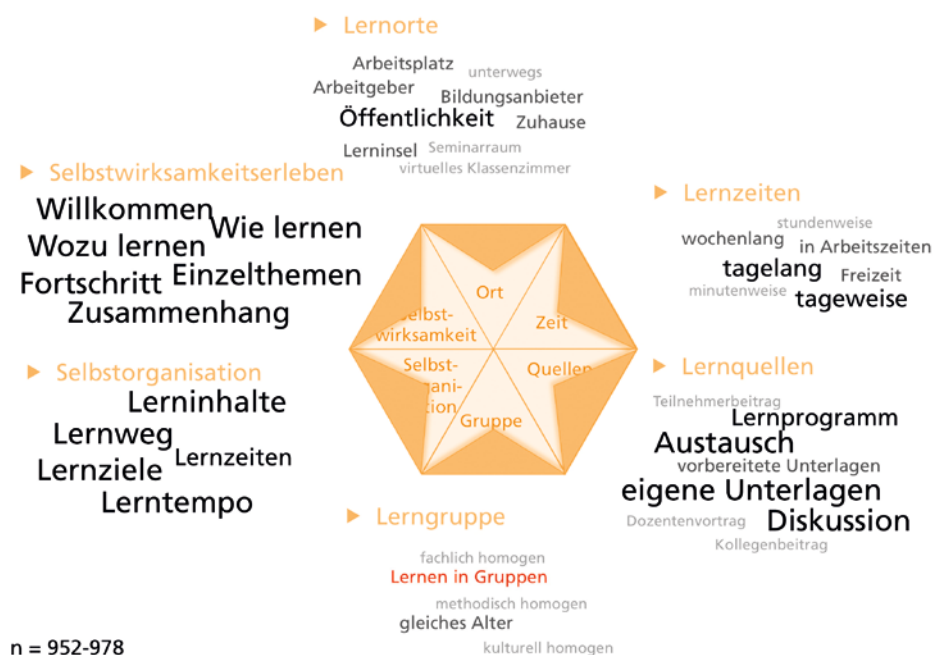 Lernorte
Arbeitsplatz
unterwegs
Arbeitgeber
Bildungsanbieter
Öffentlichkeit
Zuhause
Lerninsel
Seminarraum
virtuelles Klassenzimmer
Selbstwirksamkeitserleben
Willkommen
Wie lernen
Wozu lernen
Fortschritt
Einzelthemen
Zusammenhang
Lernzeiten
stundenweise
wochenlang
in Arbeitszeiten
tagelang
Freizeit
minutenweise
tageweise
Ort
Zeit
Selbst-
wirksamkeit
Selbst-
gani-
tion
Quellen
Gruppe
Selbstorganisation
Lerninhalte
Lernweg
Lernziele
Lernzeiten
Lerntempo
Lernquellen
Teilnehmerbeitrag
Lernprogramm
Austausch
vorbereitete Unterlagen
eigene Unterlagen
Dozentenvortrag
Diskussion
Kollegenbeitrag
Lerngruppe
fachlich homogen
Lernen in Gruppen
methodisch homogen
gleiches Alter
kulturell homogen
n = 952-978